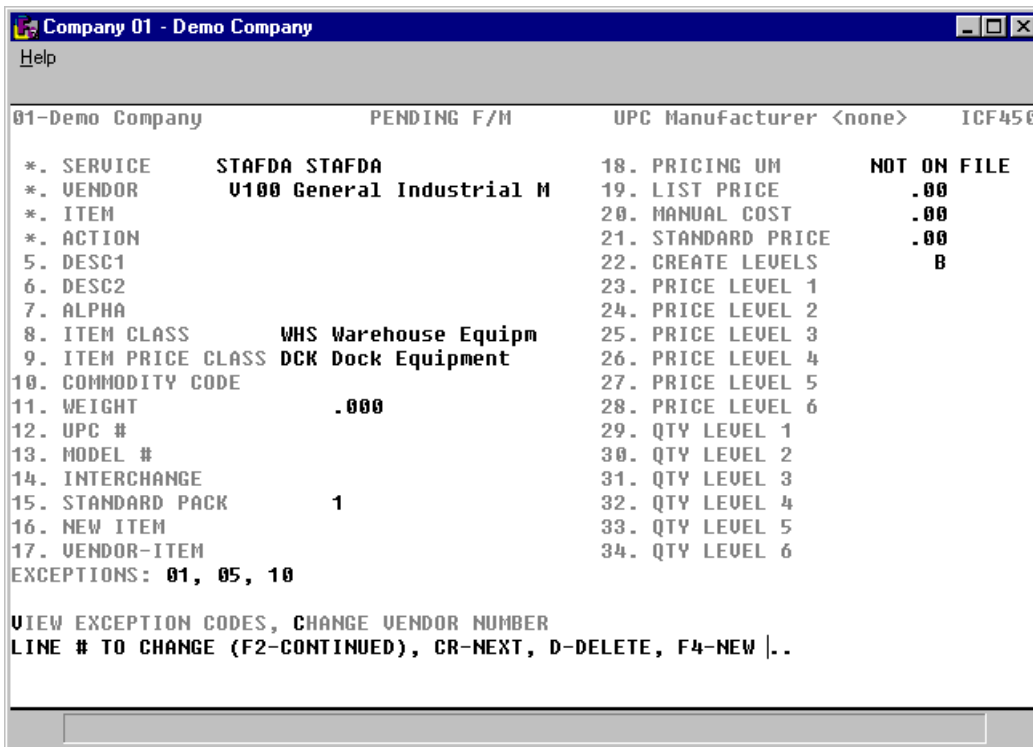 Company 01 - Demo Company
Help
01-Demo Company PENDING F/M UPC Manufacturer <none> ICF450
*. SERVICE STAFDA STAFDA 18. PRICING UM NOT ON FILE
*. VENDOR V100 General Industrial M 19. LIST PRICE .00
*. ITEM 20. MANUAL COST .00
*. ACTION 21. STANDARD PRICE .00
5. DESC1 22. CREATE LEVELS B
6. DESC2 23. PRICE LEVEL 1
7. ALPHA 24. PRICE LEVEL 2
8. ITEM CLASS WHS Warehouse Equipm 25. PRICE LEVEL 3
9. ITEM PRICE CLASS DCK Dock Equipment 26. PRICE LEVEL 4
10. COMMODITY CODE 27. PRICE LEVEL 5
11. WEIGHT .000 28. PRICE LEVEL 6
12. UPC # 29. QTY LEVEL 1
13. MODEL # 30. QTY LEVEL 2
14. INTERCHANGE 31. QTY LEVEL 3
15. STANDARD PACK 1 32. QTY LEVEL 4
16. NEW ITEM 33. QTY LEVEL 5
17. VENDOR-ITEM 34. QTY LEVEL 6
EXCEPTIONS: 01, 05, 10
VIEW EXCEPTION CODES, CHANGE VENDOR NUMBER
LINE # TO CHANGE (F2-CONTINUED), CR-NEXT, D-DELETE, F4-NEW ..